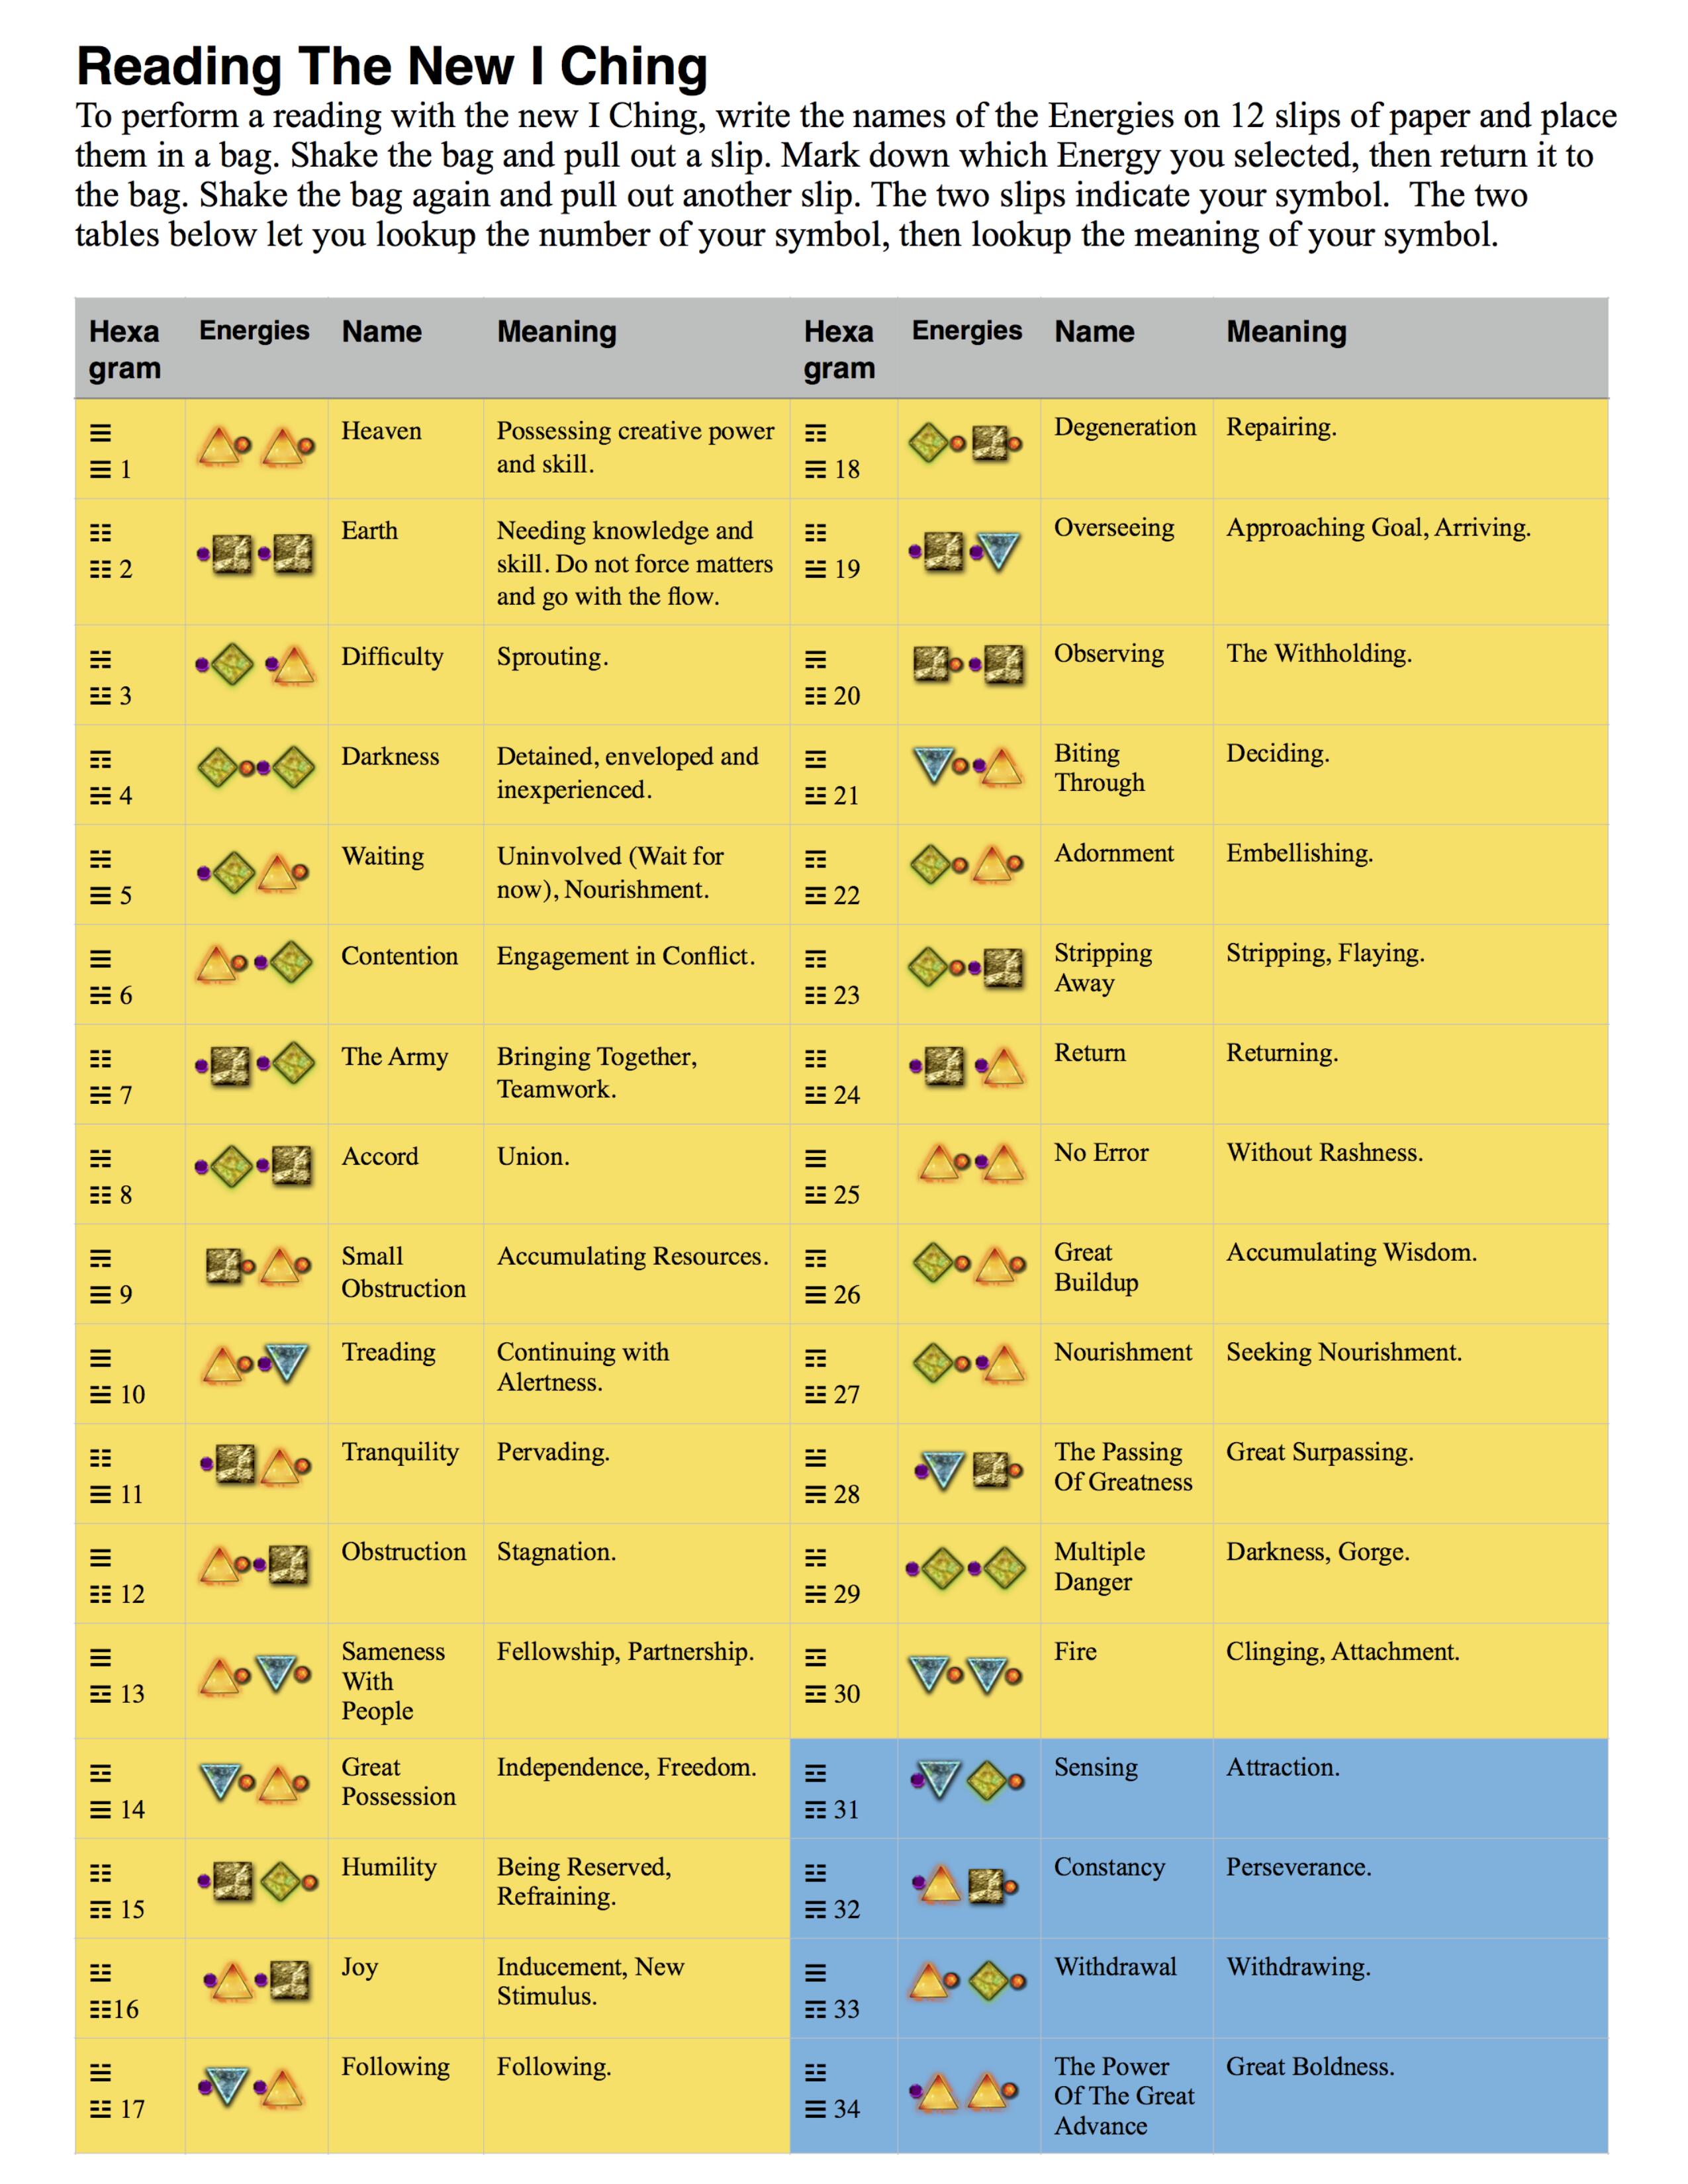 Reading The New I Ching
To perform a reading with the new I Ching, write the names of the Energies on 12 slips of paper and place
them in a bag. Shake the bag and pull out a slip. Mark down which Energy you selected, then return it to
the bag. Shake the bag again and pull out another slip. The two slips indicate your symbol.  The two
tables below let you lookup the number of your symbol, then lookup the meaning of your symbol.
Hexa
gram
Energies
Name
Meaning
Hexa
gram
Energies
Name
Meaning
☰
☰ 1
Heaven
Possessing creative power
and skill.
☶
☴ 18
Degeneration
Repairing.
☷
☷ 2
Earth
Needing knowledge and
skill. Do not force matters
and go with the flow.
☷
☱ 19
Overseeing
Approaching Goal, Arriving.
☵
☳ 3
Difficulty
Sprouting.
☴
☷ 20
Observing
The Withholding.
☶
☵ 4
Darkness
Detained, enveloped and
inexperienced.
☲
☳ 21
Biting
Through
Deciding.
☵
☰ 5
Waiting
Uninvolved (Wait for
now), Nourishment.
☶
☲ 22
Adornment
Embellishing.
☰
☵ 6
Contention
Engagement in Conflict.
☶
☷ 23
Stripping
Away
Stripping, Flaying.
☷
☵ 7
The Army
Bringing Together,
Teamwork.
☷
☳ 24
Return
Returning.
☵
☷ 8
Accord
Union.
☰
☳ 25
No Error
Without Rashness.
☴
☰ 9
Small
Obstruction
Accumulating Resources.
☶
☰ 26
Great
Buildup
Accumulating Wisdom.
☰
☱ 10
Treading
Continuing with
Alertness.
☶
☳ 27
Nourishment
Seeking Nourishment.
☷
☰ 11
Tranquility
Pervading.
☱
☴ 28
The Passing
Of Greatness
Great Surpassing.
☰
☷ 12
Obstruction
Stagnation.
☵
☵ 29
Multiple
Danger
Darkness, Gorge.
☰
☲ 13
Sameness
With
People
Fellowship, Partnership.
☲
☲ 30
Fire
Clinging, Attachment.
☲
☰ 14
Great
Possession
Independence, Freedom.
☲
☶ 31
Sensing
Attraction.
☷
☶ 15
Humility
Being Reserved,
Refraining.
☳
☴ 32
Constancy
Perseverance.
☳
☷16
Joy
Inducement, New
Stimulus.
☰
☶ 33
Withdrawal
Withdrawing.
☱
☳ 17
Following
Following.
☳
☰ 34
The Power
Of The Great
Advance
Great Boldness.